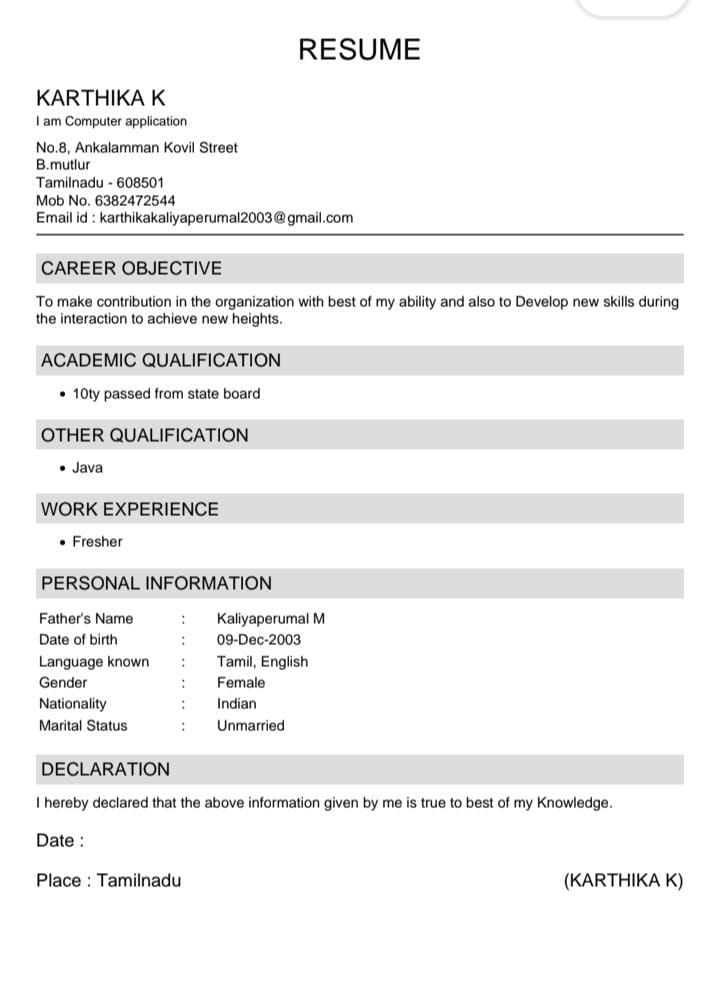 RESUME
KARTHIKA K
I am Computer application
No.8, Ankalamman Kovil Street
B.mutlur
Tamilnadu - 608501
Mob No. 6382472544
Email id : karthikakaliyaperumal2003@gmail.com
CAREER OBJECTIVE
To make contribution in the organization with best of my ability and also to Develop new skills during
the interaction to achieve new heights.
ACADEMIC QUALIFICATION
• 10ty passed from state board
OTHER QUALIFICATION
• Java
WORK EXPERIENCE
• Fresher
PERSONAL INFORMATION
Father's Name : Kaliyaperumal M
Date of birth : 09-Dec-2003
Language known : Tamil, English
Gender : Female
Nationality : Indian
Marital Status : Unmarried
DECLARATION
I hereby declared that the above information given by me is true to best of my Knowledge.
Date :
Place : Tamilnadu (KARTHIKA K)